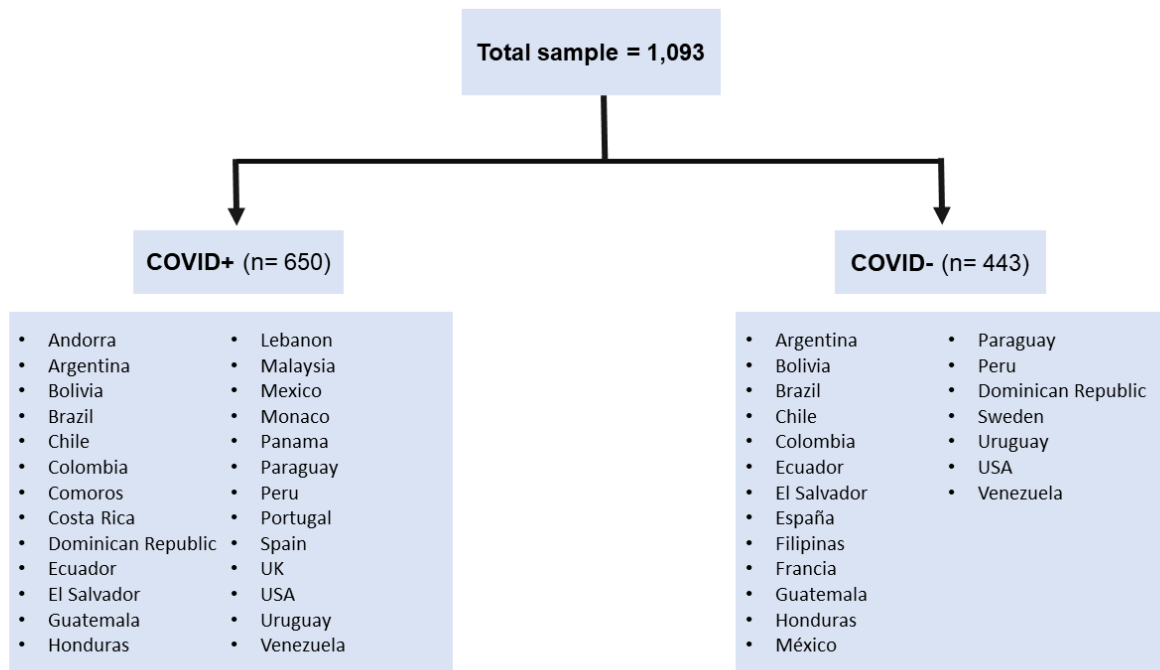 Total sample = 1,093
COVID+ (n= 650)
COVID- (n= 443)
• Andorra
• Argentina
• Bolivia
• Brazil
• Chile
• Colombia
• Comoros
• Costa Rica
• Dominican Republic
• Ecuador
• El Salvador
• Guatemala
• Honduras
• Lebanon
• Malaysia
• Mexico
• Monaco
• Panama
• Paraguay
• Peru
• Portugal
• Spain
• UK
• USA
• Uruguay
• Venezuela
• Argentina
• Bolivia
• Brazil
• Chile
• Colombia
• Ecuador
• El Salvador
• España
• Filipinas
• Francia
• Guatemala
• Honduras
• México
• Paraguay
• Peru
• Dominican Republic
• Sweden
• Uruguay
• USA
• Venezuela